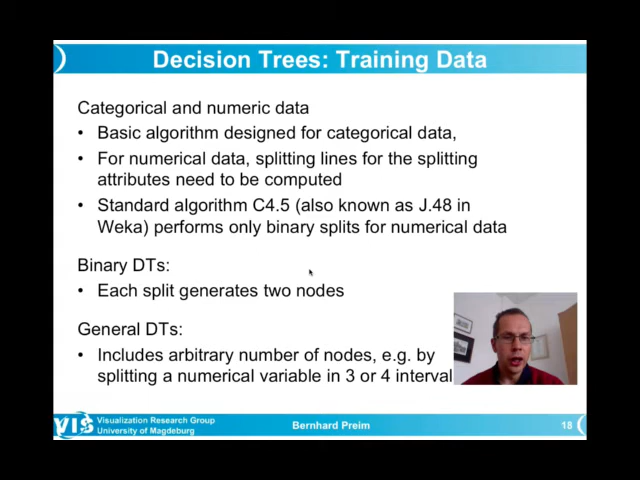 Decision Trees: Training Data
Categorical and numeric data
• Basic algorithm designed for categorical data,
• For numerical data, splitting lines for the splitting
attributes need to be computed
• Standard algorithm C4.5 (also known as J.48 in
Weka) performs only binary splits for numerical data
Binary DTs:
• Each split generates two nodes
General DTs:
• Includes arbitrary number of nodes, e.g. by
splitting a numerical variable in 3 or 4 interval
VIS
Visualization Research Group
University of Magdeburg
Bernhard Preim
18